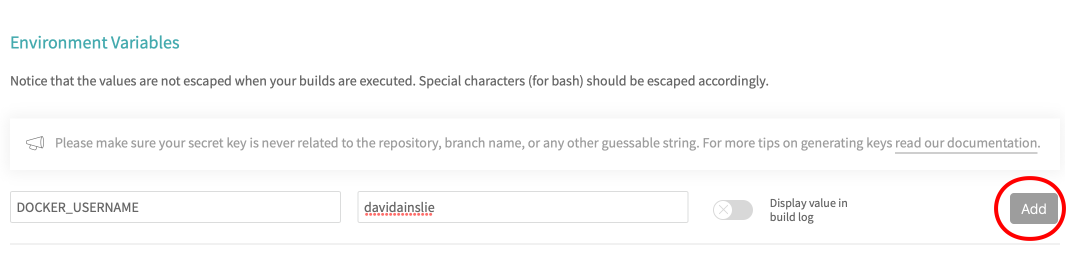 Environment Variables
Notice that the values are not escaped when your builds are executed. Special characters (for bash) should be escaped accordingly.
Please make sure your secret key is never related to the repository, branch name, or any other guessable string. For more tips on generating keys read our documentation.
DOCKER_USERNAME davidainslie Display value in Add
build log